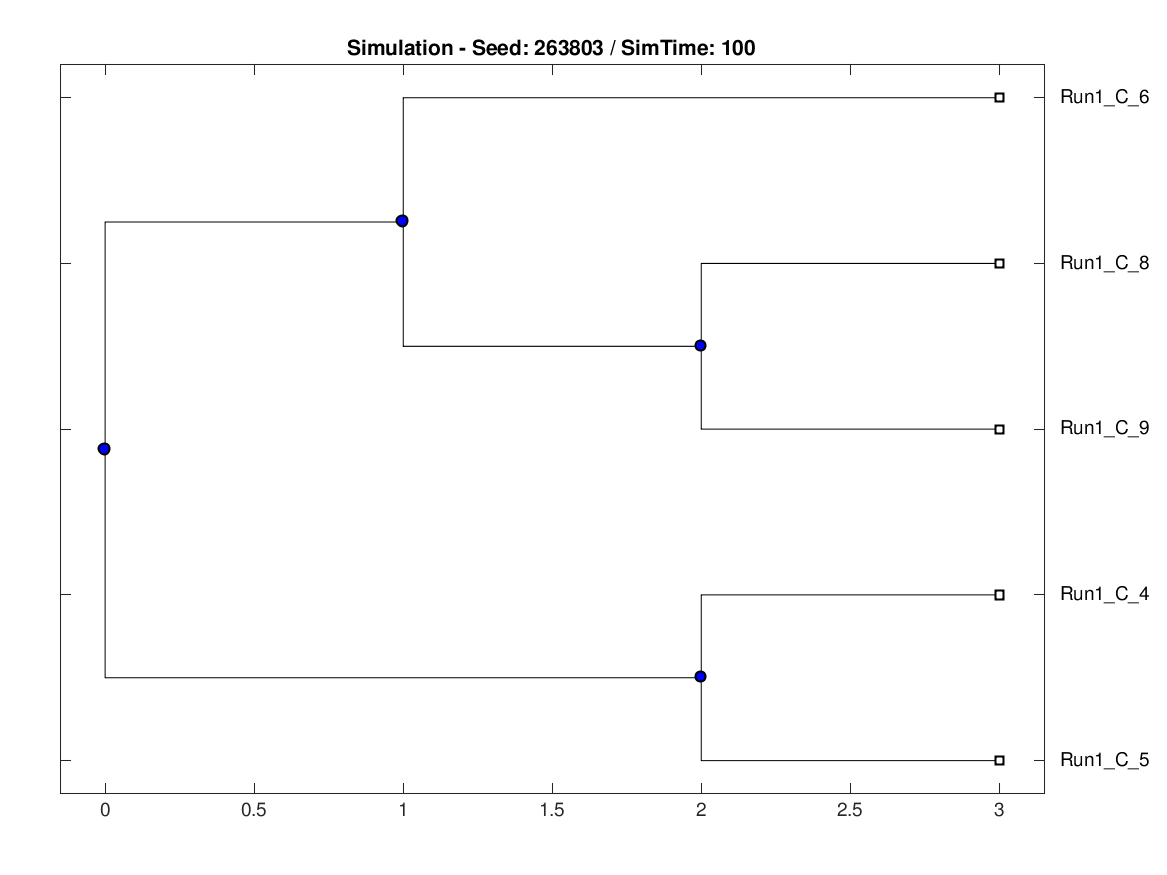 Simulation - Seed: 263803 / SimTime: 100
Run1_C_6
Run1_C_8
Run1_C_9
Run1_C_4
Run1_C_5
0 0.5 1 1.5 2 2.5 3